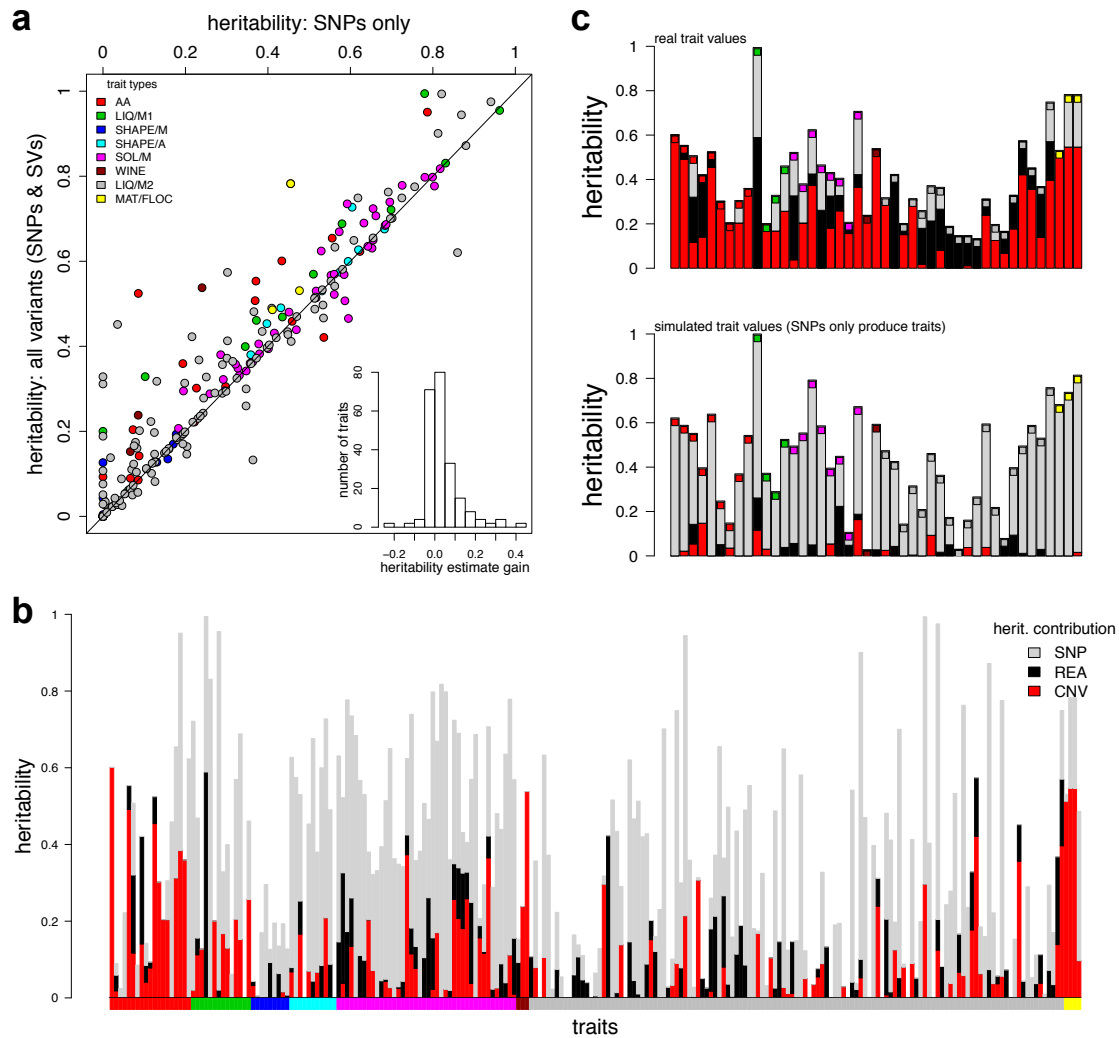 a
heritability: SNPs only
0 0.2 0.4 0.6 0.8 1
heritability: all variants (SNPs & SVs)
1
0.8
0.6
0.4
0.2
0
trait types
AA
LIQ/M1
SHAPE/M
SHAPE/A
SOL/M
WINE
LIQ/M2
MAT/FLOC
number of traits
80
60
40
20
0
−0.2 0.0 0.2 0.4
heritability estimate gain
c
real trait values
heritability
1
0.8
0.6
0.4
0.2
0
simulated trait values (SNPs only produce traits)
heritability
1
0.8
0.6
0.4
0.2
0
b
heritability
1
0.8
0.6
0.4
0.2
0
herit. contribution
SNP
REA
CNV
traits